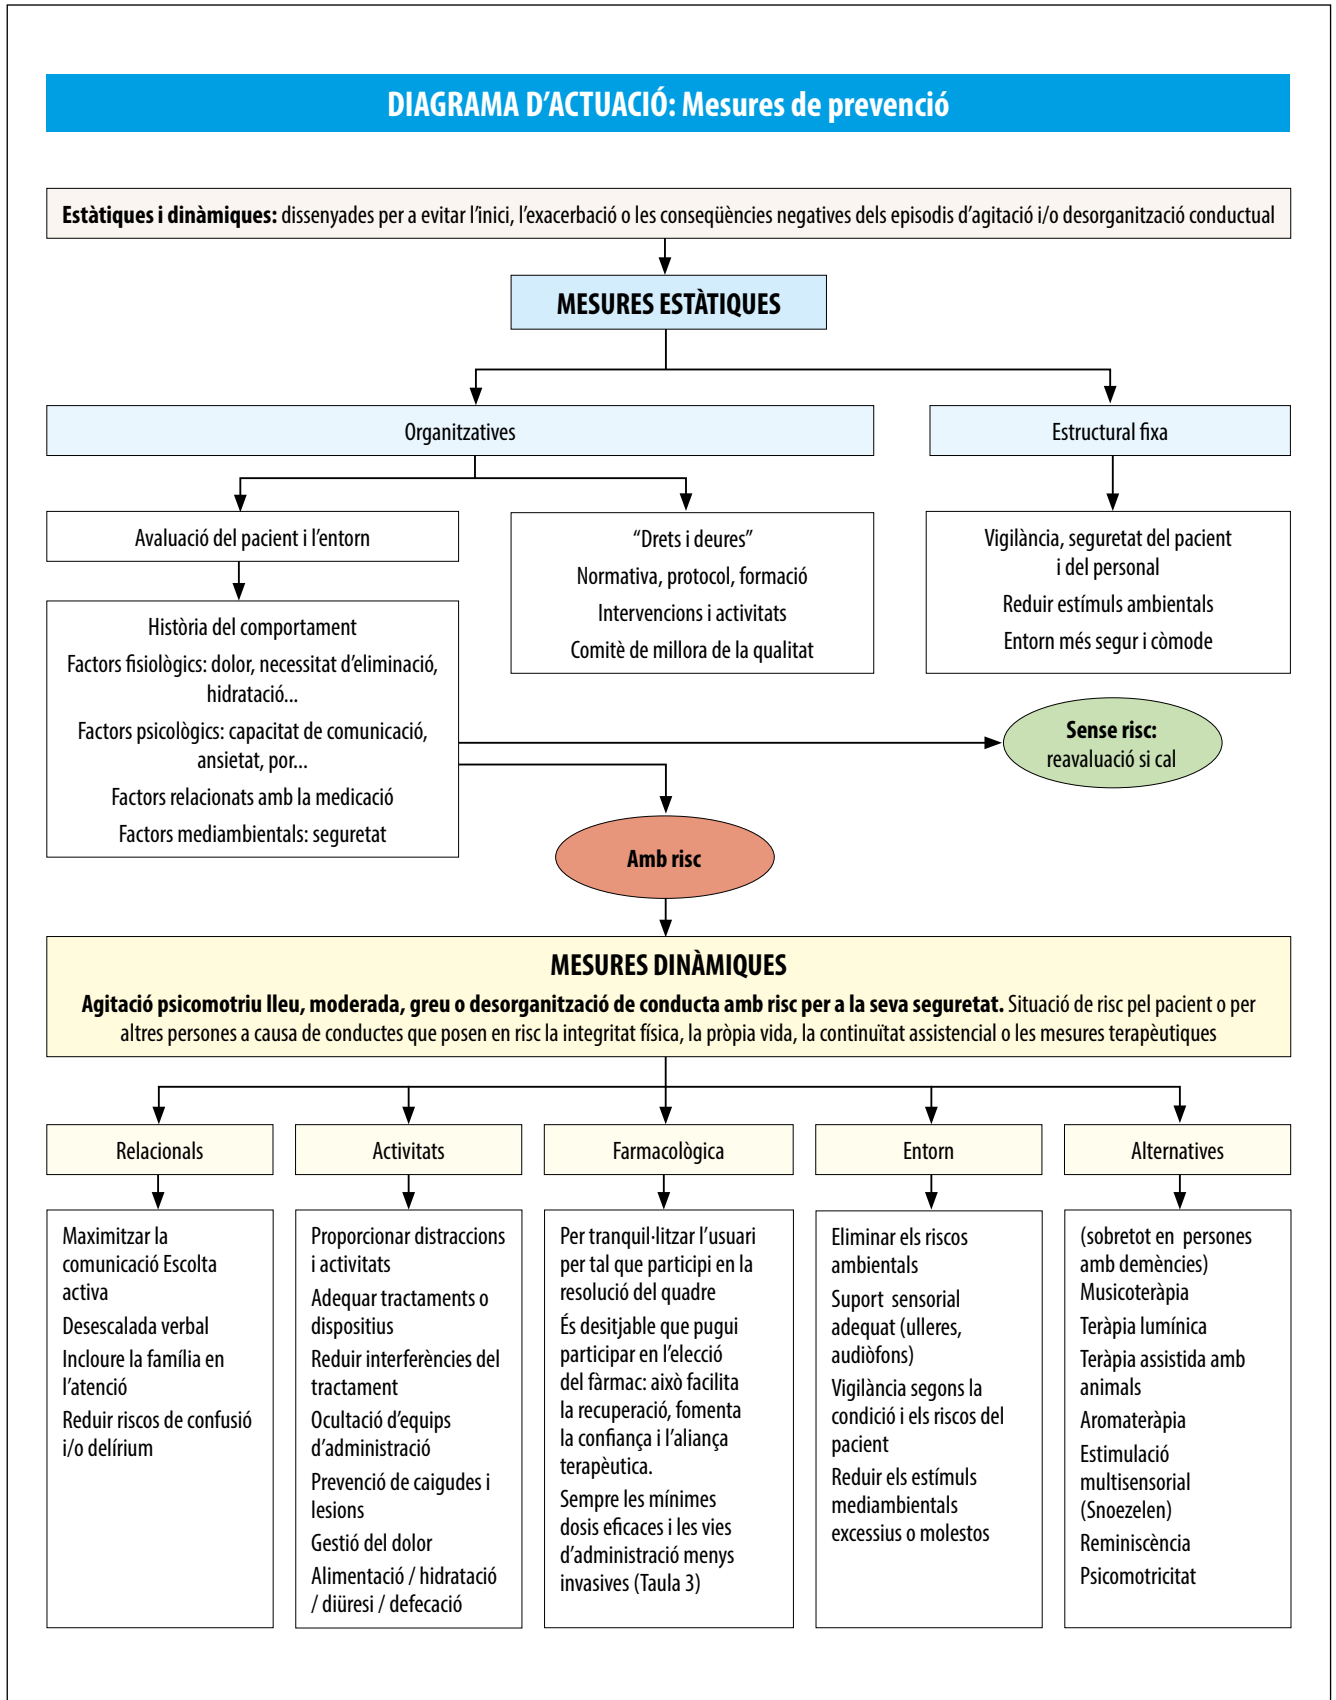 DIAGRAMA D’ACTUACIÓ: Mesures de prevenció
Estàtiques i dinàmiques: dissenyades per a evitar l’inici, l’exacerbació o les conseqüències negatives dels episodis d’agitació i/o desorganització conductual
MESURES ESTÀTIQUES
Organitzatives
Estructural fixa
Avaluació del pacient i l’entorn
“Drets i deures”
Normativa, protocol, formació
Intervencions i activitats
Comitè de millora de la qualitat
Vigilància, seguretat del pacient
i del personal
Reduir estímuls ambientals
Entorn més segur i còmode
Història del comportament
Factors fisiològics: dolor, necessitat d’eliminació,
hidratació...
Factors psicològics: capacitat de comunicació,
ansietat, por...
Factors relacionats amb la medicació
Factors mediambientals: seguretat
Sense risc:
reavaluació si cal
Amb risc
MESURES DINÀMIQUES
Agitació psicomotriu lleu, moderada, greu o desorganització de conducta amb risc per a la seva seguretat. Situació de risc pel pacient o per
altres persones a causa de conductes que posen en risc la integritat física, la pròpia vida, la continuïtat assistencial o les mesures terapèutiques
Relacionals
Maximitzar la
comunicació Escolta
activa
Desescalada verbal
Incloure la família en
l’atenció
Reduir riscos de confusió
i/o delírium
Activitats
Proporcionar distraccions
i activitats
Adequar tractaments o
dispositius
Reduir interferències del
tractament
Ocultació d’equips
d’administració
Prevenció de caigudes i
lesions
Gestió del dolor
Alimentació / hidratació
/ diüresi / defecació
Farmacològica
Per tranquil·litzar l’usuari
per tal que participi en la
resolució del quadre
És desitjable que pugui
participar en l’elecció
del fàrmac: això facilita
la recuperació, fomenta
la confiança i l’aliança
terapèutica.
Sempre les mínimes
dosis eficaces i les vies
d’administració menys
invasives (Taula 3)
Entorn
Eliminar els riscos
ambientals
Suport sensorial
adequat (ulleres,
audiòfons)
Vigilància segons la
condició i els riscos del
pacient
Reduir els estímuls
mediambientals
excessius o molestos
Alternatives
(sobretot en persones
amb demències)
Musicoteràpia
Teràpia lumínica
Teràpia assistida amb
animals
Aromateràpia
Estimulació
multisensorial
(Snoezelen)
Reminiscència
Psicomotricitat